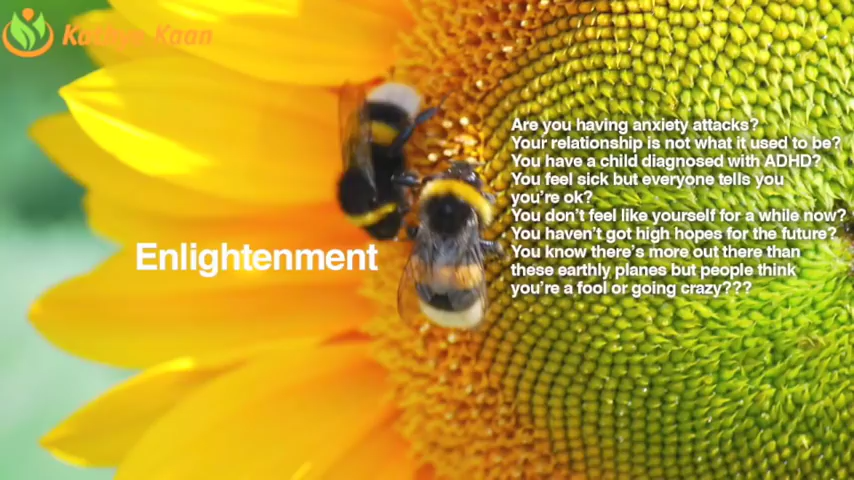 Kathya Kaan
Enlightenment
Are you having anxiety attacks?
Your relationship is not what it used to be?
You have a child diagnosed with ADHD?
You feel sick but everyone tells you
you're ok?
You don't feel like yourself for a while now?
You haven't got high hopes for the future?
You know there's more out there than
these earthly planes but people think
you're a fool or going crazy???